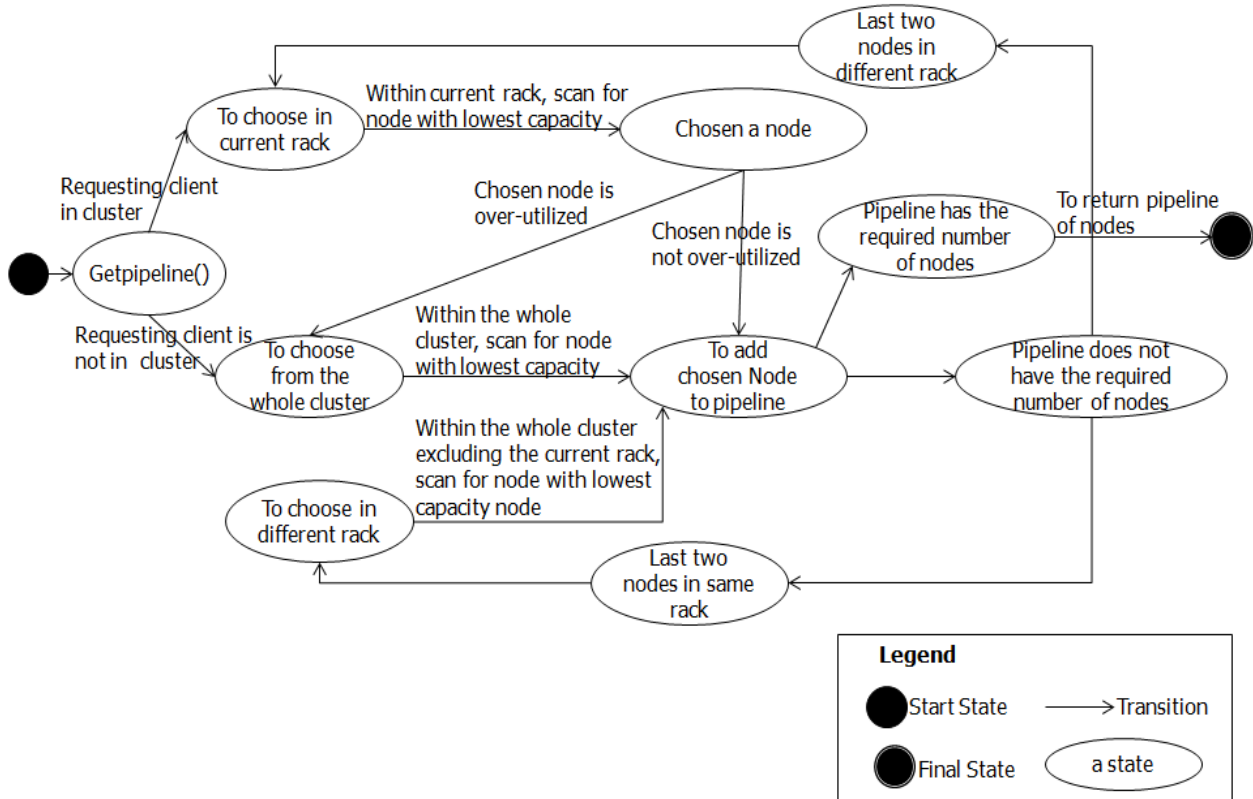 Last two
nodes in
different rack
To choose in
current rack
Within current rack, scan for
node with lowest capacity
Chosen a node
Requesting client
in cluster
Chosen node is
over-utilized
Chosen node is
not over-utilized
Pipeline has the
required number
of nodes
To return pipeline
of nodes
Getpipeline()
Requesting client is
not in cluster
To choose
from the
whole cluster
Within the whole
cluster, scan for node
with lowest capacity
To add
chosen Node
to pipeline
Pipeline does not
have the required
number of nodes
Within the whole cluster
excluding the current rack,
scan for node with lowest
capacity node
To choose in
different rack
Last two
nodes in same
rack
Legend
Start State
Transition
Final State
a state